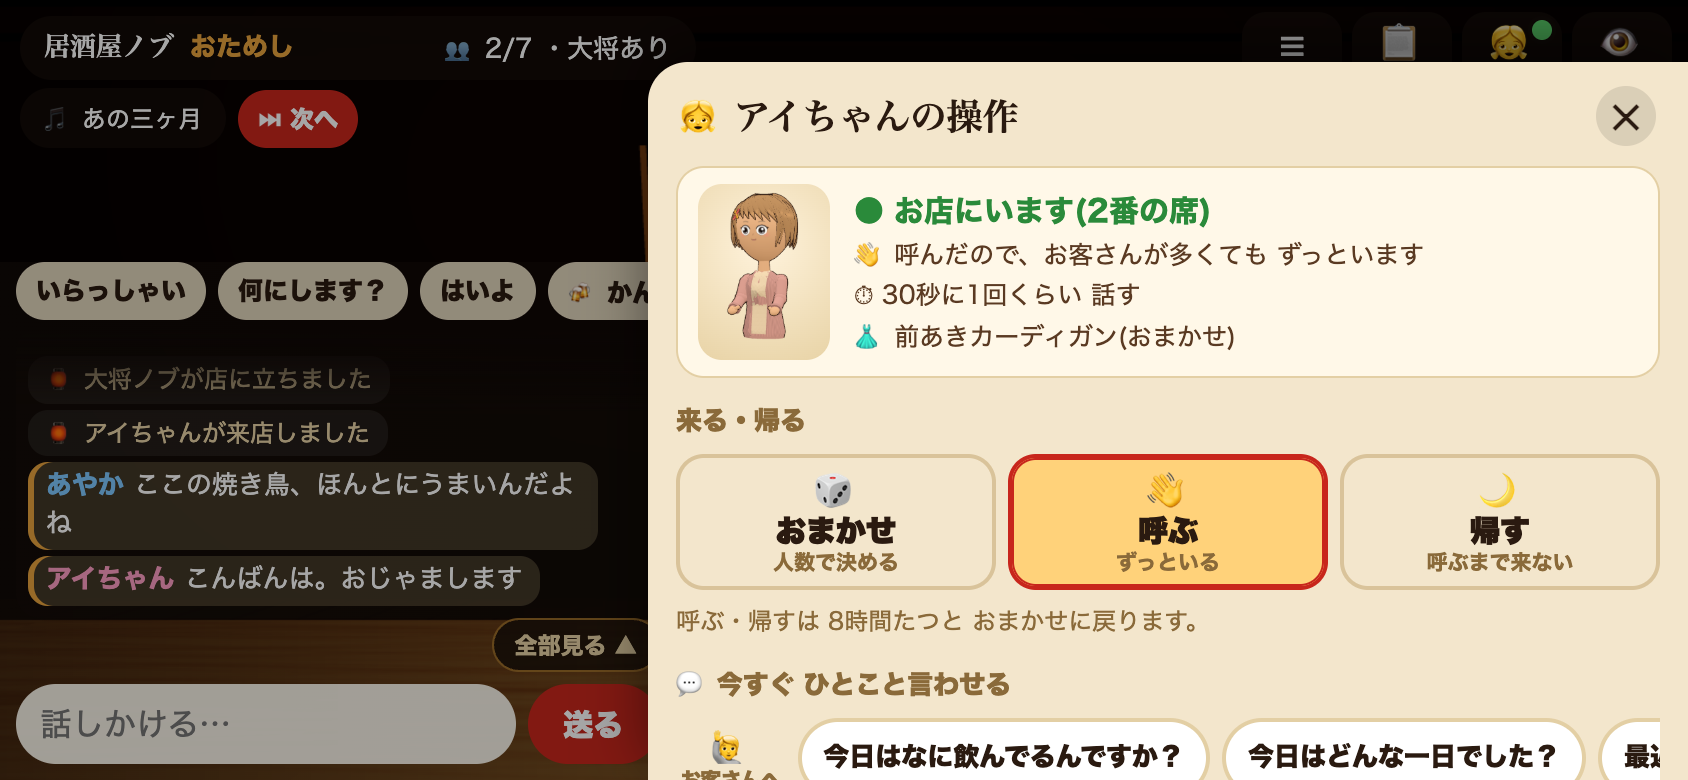 居酒屋ノブ おためし
2/7 ・大将あり
あの三ヶ月
次へ
いらっしゃい
何にします？
はいよ
かん
大将ノブが店に立ちました
アイちゃんが来店しました
あやか ここの焼き鳥、ほんとにうまいんだよ
ね
アイちゃん こんばんは。おじゃまします
全部見る ▲
話しかける…
送る
アイちゃんの操作
お店にいます(2番の席)
呼んだので、お客さんが多くても ずっといます
30秒に1回くらい 話す
前あきカーディガン(おまかせ)
来る・帰る
おまかせ
人数で決める
呼ぶ
ずっといる
帰す
呼ぶまで来ない
呼ぶ・帰すは 8時間たつと おまかせに戻ります。
今すぐ ひとこと言わせる
お客さんへ
今日はなに飲んでるんですか？
今日はどんな一日でした？
最近